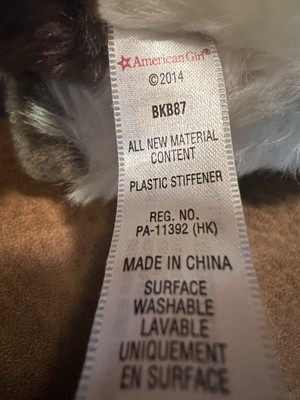 AmericanGirl®
©2014
BKB87
ALL NEW MATERIAL
CONTENT
PLASTIC STIFFENER
REG. NO.
PA-11392 (HK)
MADE IN CHINA
SURFACE
WASHABLE
LAVABLE
UNIQUEMENT
EN SURFACE